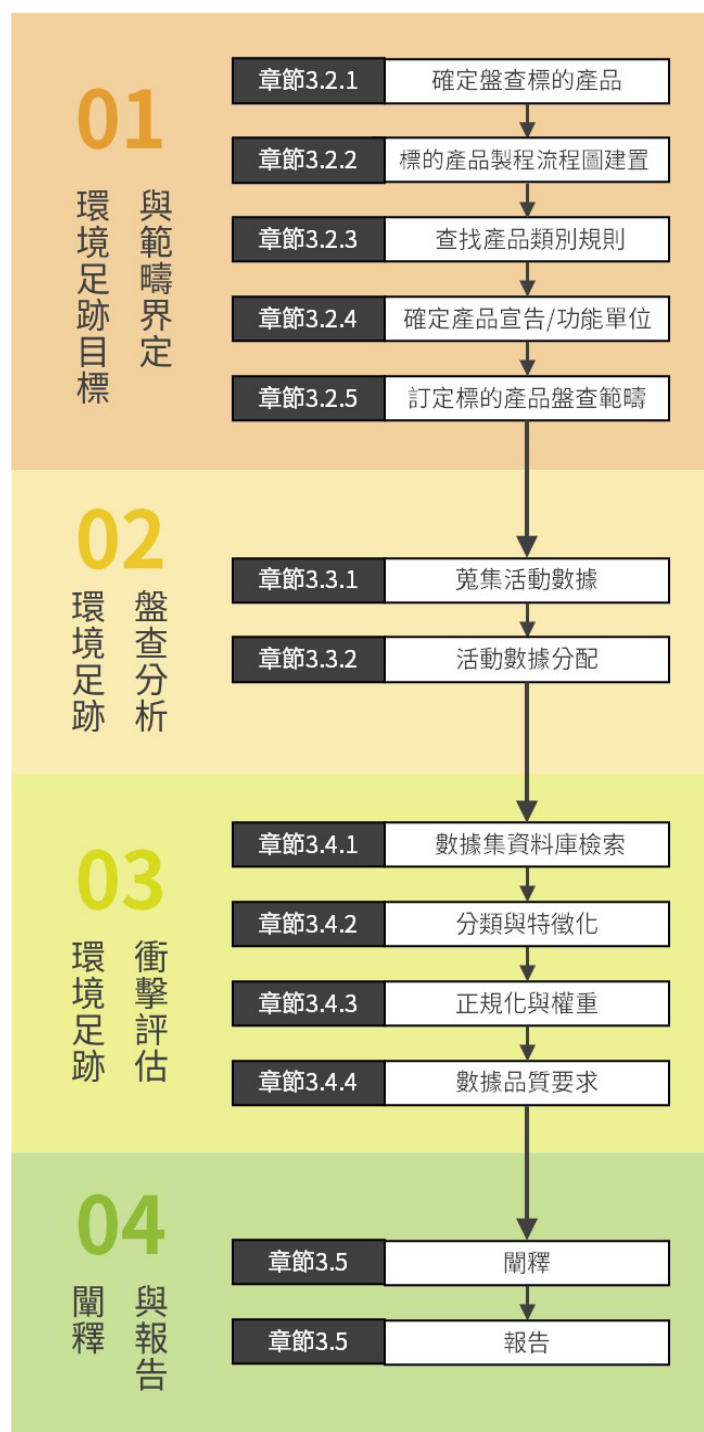 01
環境足跡目標
與範疇界定
章節3.2.1
確定盤查標的產品
章節3.2.2
標的產品製程流程圖建置
章節3.2.3
查找產品類別規則
章節3.2.4
確定產品宣告/功能單位
章節3.2.5
訂定標的產品盤查範疇
02
環境足跡
盤查分析
章節3.3.1
蒐集活動數據
章節3.3.2
活動數據分配
03
環境足跡
衝擊評估
章節3.4.1
數據集資料庫檢索
章節3.4.2
分類與特徵化
章節3.4.3
正規化與權重
章節3.4.4
數據品質要求
04
闡釋
與報告
章節3.5
闡釋
章節3.5
報告